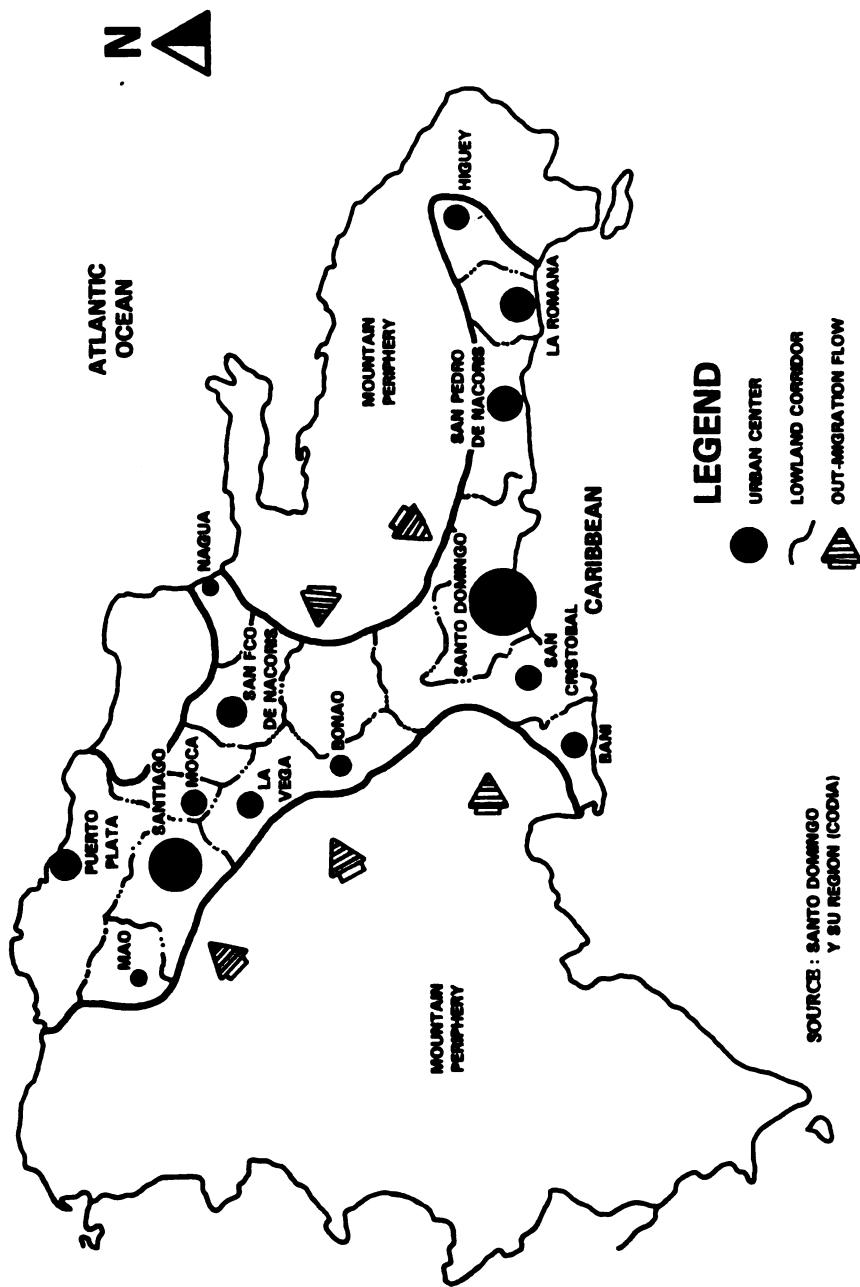 N
ATLANTIC
OCEAN
PUERTO
PLATA
MAO
SANTIAGO
MOCA
LA
VEGA
SAN FCO
DE NACORIS
NAGUA
BONAO
MOUNTAIN
PERIPHERY
MOUNTAIN
PERIPHERY
SANTO DOMINGO
SAN
CRISTOBAL
BANI
SAN PEDRO
DE NACORIS
LA ROMANA
HIGUEY
CARIBBEAN
LEGEND
URBAN CENTER
LOWLAND CORRIDOR
OUT-MIGRATION FLOW
SOURCE : SANTO DOMINGO
Y SU REGION (CODIA)